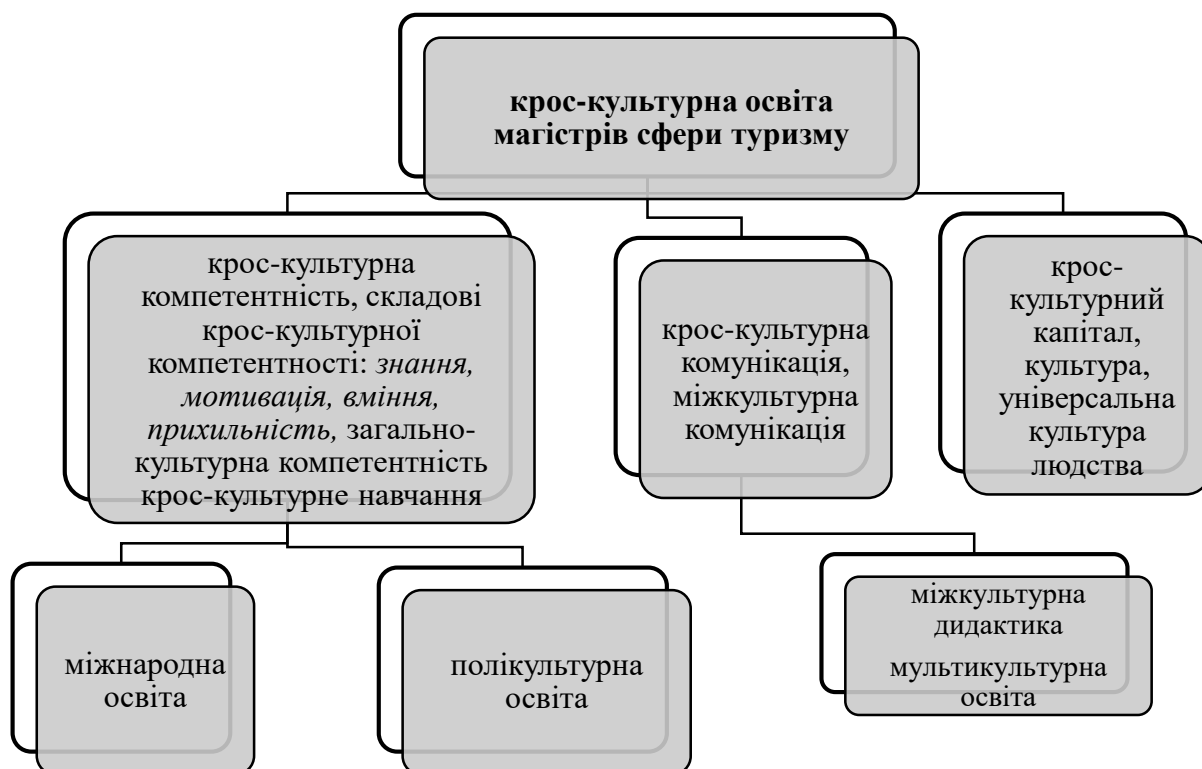 крос-культурна освіта
магістрів сфери туризму
крос-культурна
компетентність, складові
крос-культурної
компетентності: знання,
мотивація, вміння,
прихильність, загально-
культурна компетентність
крос-культурне навчання
крос-культурна
комунікація,
міжкультурна
комунікація
крос-
культурний
капітал,
культура,
універсальна
культура
людства
міжнародна
освіта
полікультурна
освіта
міжкультурна
дидактика
мультикультурна
освіта